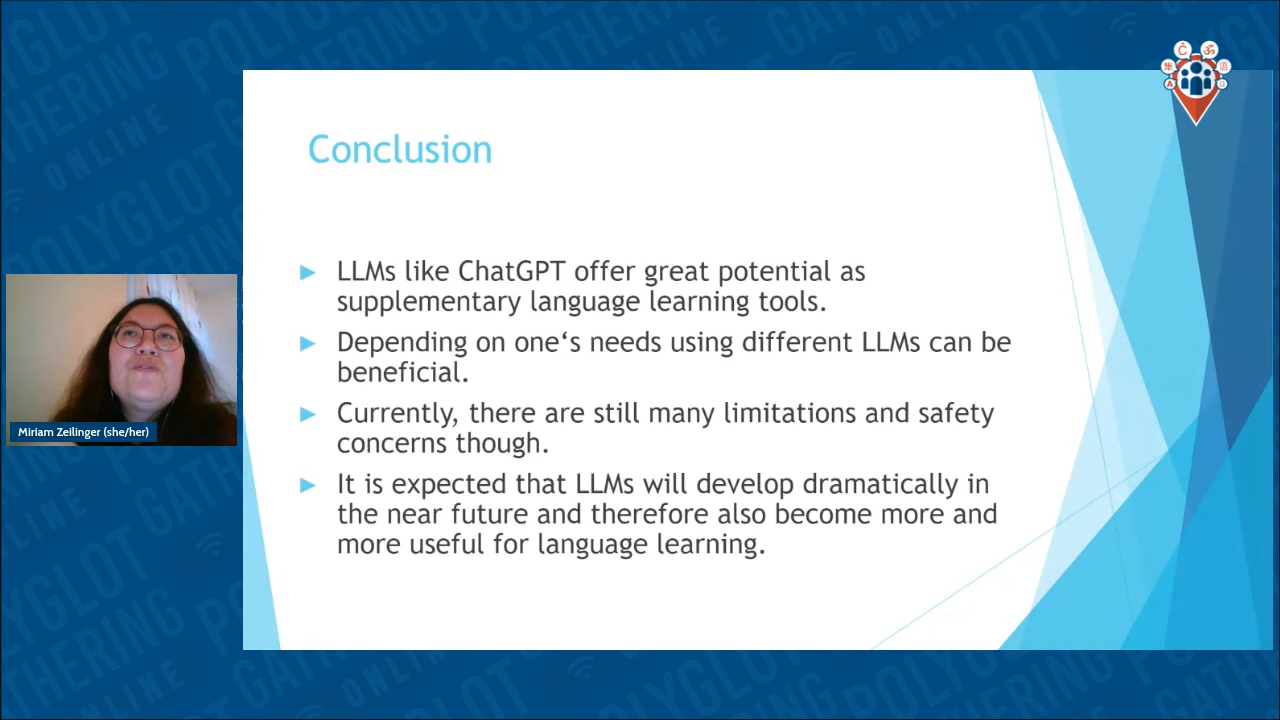 Conclusion
LLMs like ChatGPT offer great potential as
supplementary language learning tools.
Depending on one‘s needs using different LLMs can be
beneficial.
Currently, there are still many limitations and safety
concerns though.
It is expected that LLMs will develop dramatically in
the near future and therefore also become more and
more useful for language learning.
Miriam Zeilinger (she/her)
POLYGLOT
GATHERING
ONLINE